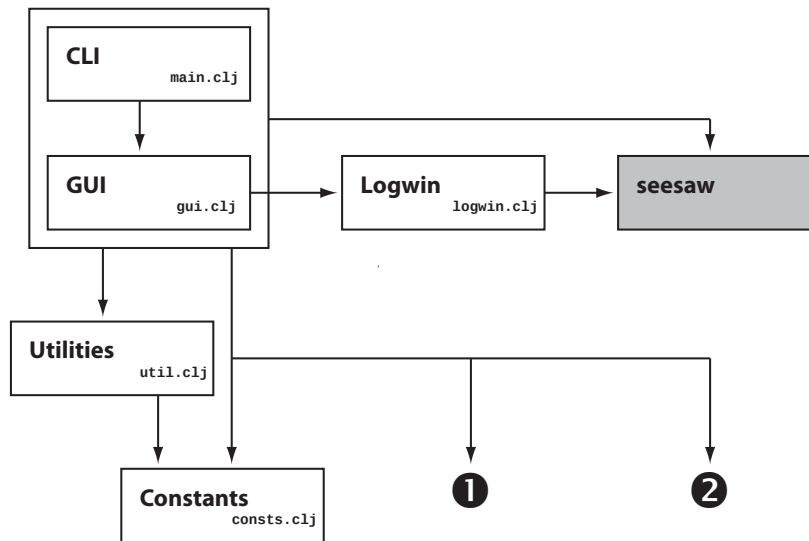 CLI
main.clj
GUI
gui.clj
Logwin
logwin.clj
seesaw
Utilities
util.clj
Constants
consts.clj
❶
❷